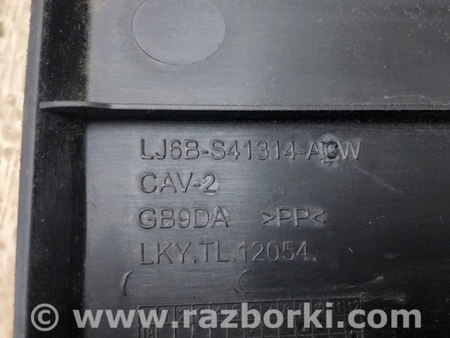 LJ6B-S41314-ACW
CAV-2
GB9DA >PP<
LKY.TL 12054.
© www.razborki.com